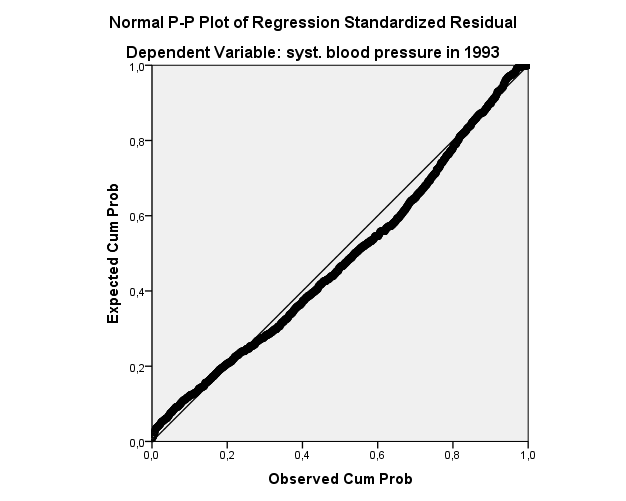 Normal P-P Plot of Regression Standardized Residual
Dependent Variable: syst. blood pressure in 1993
1,0
0,8
0,6
0,4
0,2
0,0
Expected Cum Prob
0,0 0,2 0,4 0,6 0,8 1,0
Observed Cum Prob